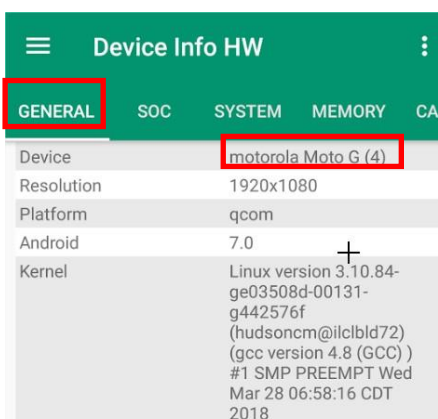 Device Info HW
GENERAL SOC SYSTEM MEMORY CA
Device motorola Moto G (4)
Resolution 1920x1080
Platform qcom
Android 7.0
Kernel Linux version 3.10.84-
ge03508d-00131-
g442576f
(hudsoncm@ilclbld72)
(gcc version 4.8 (GCC) )
#1 SMP PREEMPT Wed
Mar 28 06:58:16 CDT
2018